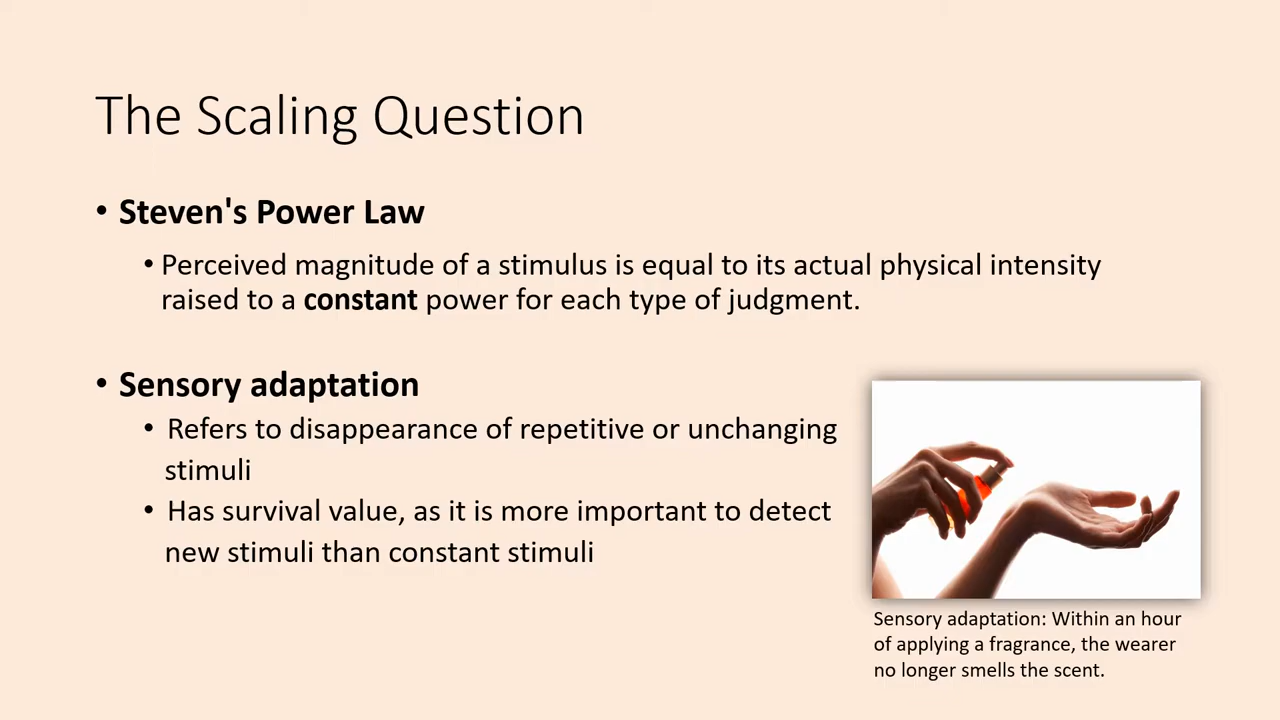 The Scaling Question
• Steven's Power Law
• Perceived magnitude of a stimulus is equal to its actual physical intensity
raised to a constant power for each type of judgment.
• Sensory adaptation
• Refers to disappearance of repetitive or unchanging
stimuli
• Has survival value, as it is more important to detect
new stimuli than constant stimuli
Sensory adaptation: Within an hour
of applying a fragrance, the wearer
no longer smells the scent.